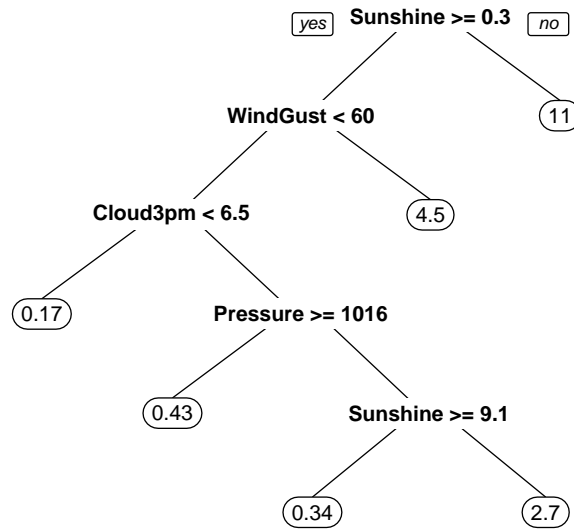 yes Sunshine >= 0.3 no
WindGust < 60
11
Cloud3pm < 6.5
4.5
0.17
Pressure >= 1016
0.43
Sunshine >= 9.1
0.34
2.7